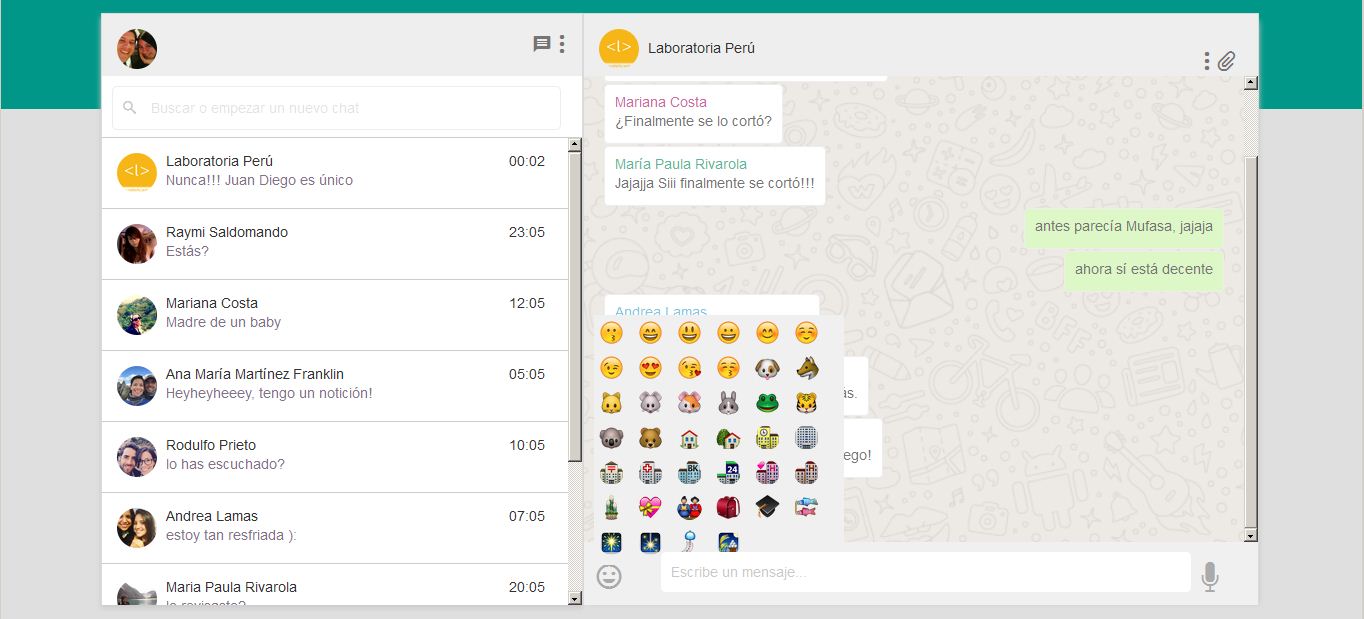 Buscar o empezar un nuevo chat
Laboratoria Perú
00:02
Nunca!!! Juan Diego es único
Raymi Saldomando
23:05
Estás?
Mariana Costa
12:05
Madre de un baby
Ana María Martínez Franklin
05:05
Heyheyheeey, tengo un notición!
Rodulfo Prieto
10:05
lo has escuchado?
Andrea Lamas
07:05
estoy tan resfriada ):
Maria Paula Rivarola
20:05
<l>
Laboratoria Perú
Mariana Costa
¿Finalmente se lo cortó?
María Paula Rivarola
Jajajja Siii finalmente se cortó!!!
antes parecía Mufasa, jajaja
ahora sí está decente
Andrea Lamas
as.
ego!
BK
24
Escribe un mensaje...